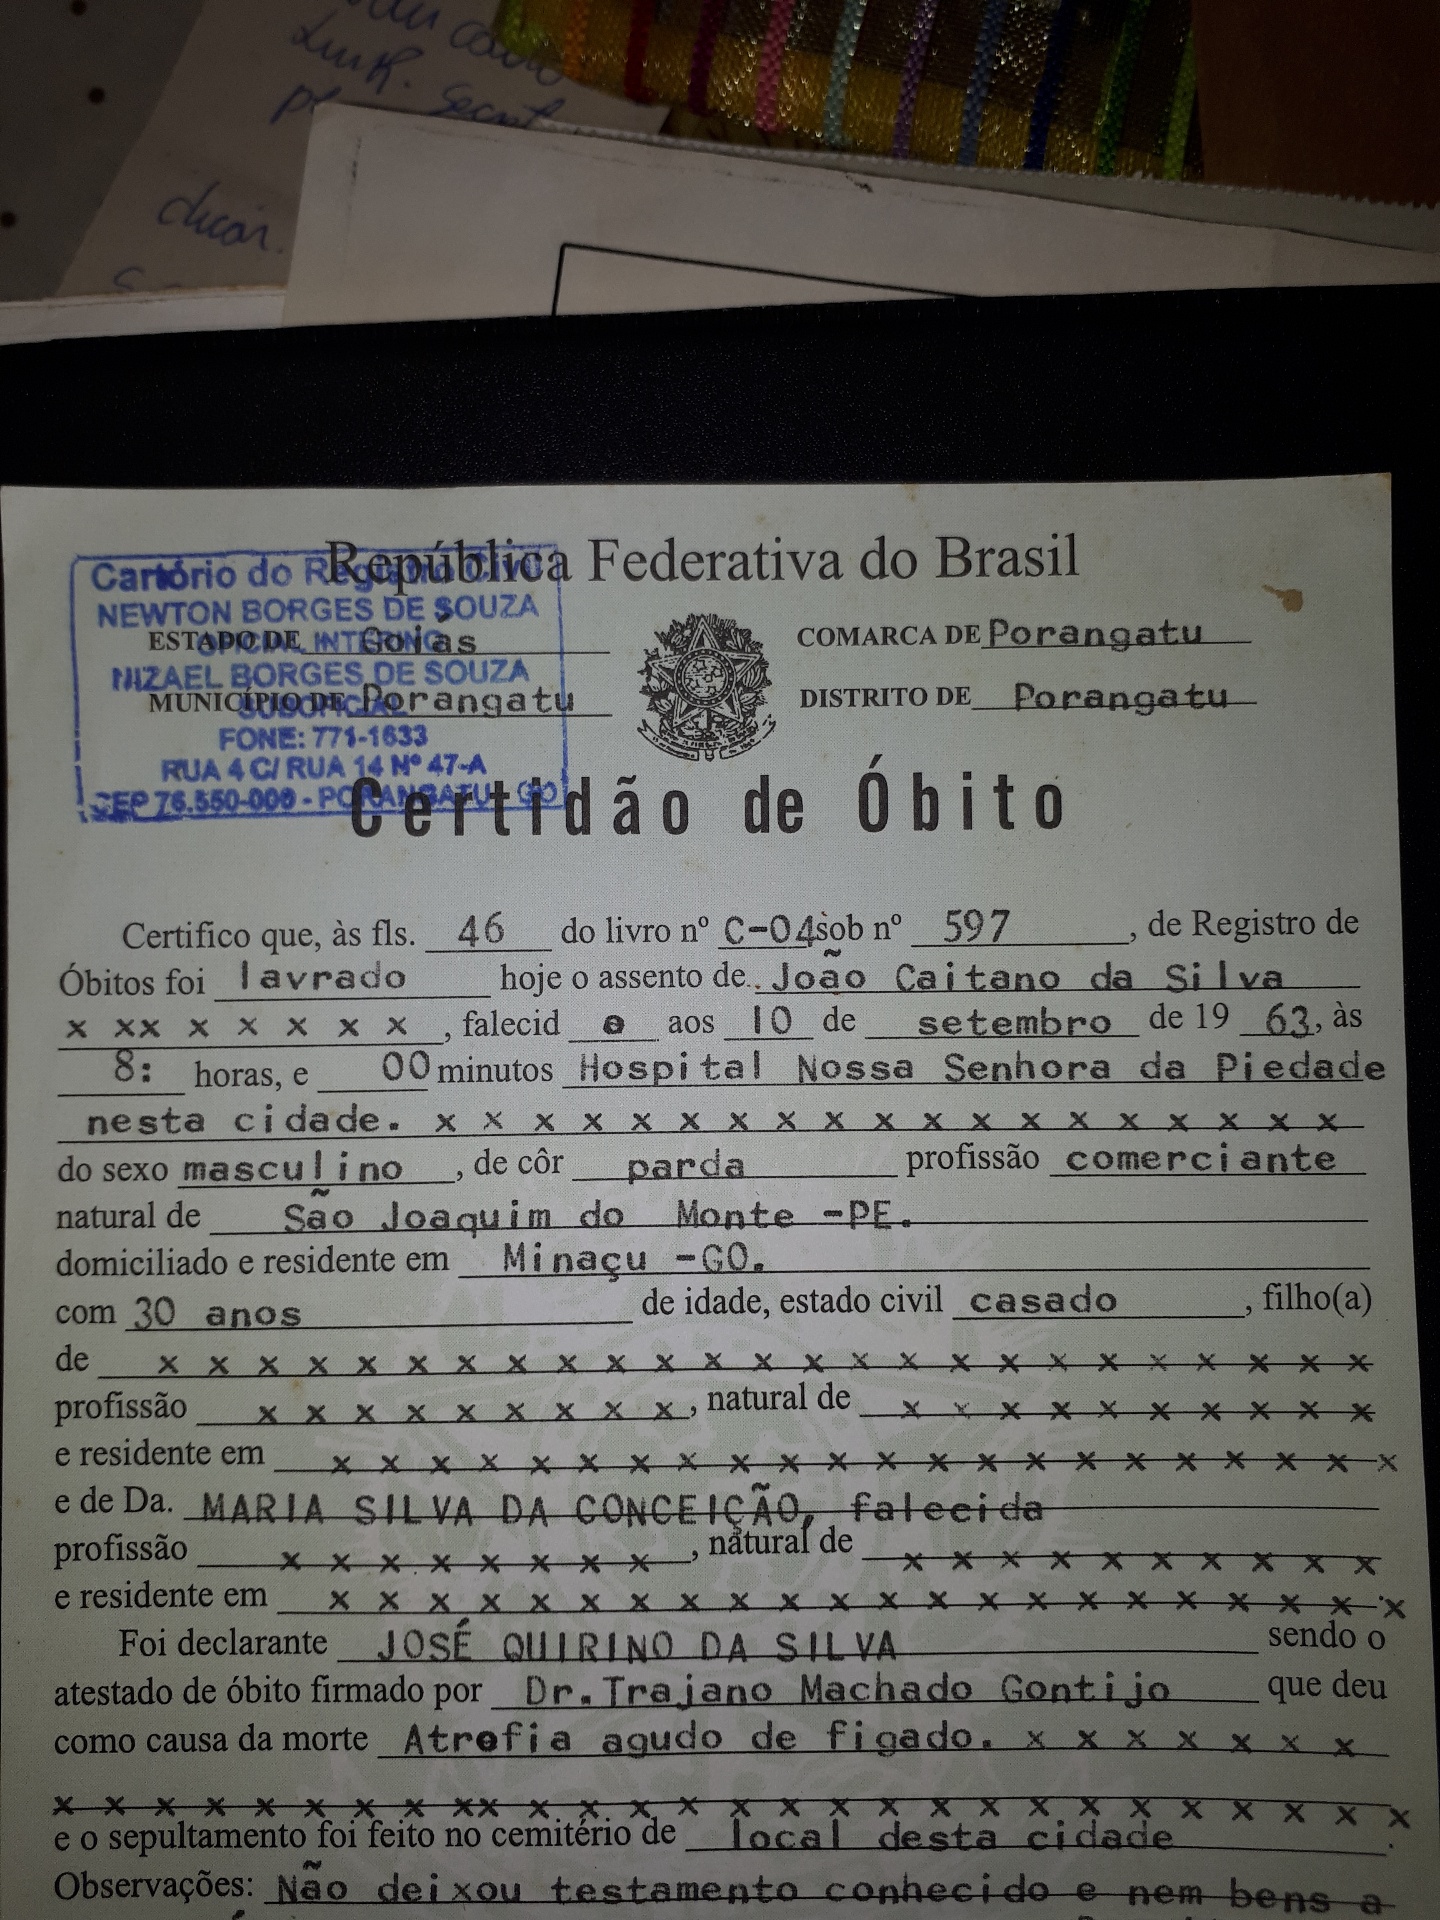 Secret
República Federativa do Brasil
Cartório do Registro Civil
NEWTON BORGES DE SOUZA
OFICIAL INTERINO
NIZAEL BORGES DE SOUZA
SUBOFICIAL
FONE: 771-1633
RUA 4 C/ RUA 14 Nº 47-A
CEP 76.550-000 - PORANGATU - GO
ESTADO DE Goiás COMARCA DE Porangatu
MUNICÍPIO DE Porangatu DISTRITO DE Porangatu
Certidão de Óbito
Certifico que, às fls. 46 do livro nº C-04 sob nº 597, de Registro de
Óbitos foi lavrado hoje o assento de João Caitano da Silva
x xx x x x x x , falecid o aos 10 de setembro de 19 63, às
8: horas, e 00 minutos Hospital Nossa Senhora da Piedade
nesta cidade. x x x x x x x x x x x x x x x x x x x
do sexo masculino , de côr parda profissão comerciante
natural de São Joaquim do Monte -PE.
domiciliado e residente em Minaçu -GO.
com 30 anos de idade, estado civil casado , filho(a)
de x x x x x x x x x x x x x x x x x x x x x x x x x
profissão x x x x x x x x x , natural de x x x x x x x x x x
e residente em x x x x x x x x x x x x x x x x x x x x x x
e de Da. MARIA SILVA DA CONCEIÇÃO, falecida
profissão x x x x x x x x , natural de x x x x x x x x x x
e residente em x x x x x x x x x x x x x x x x x x x x x x
Foi declarante JOSÉ QUIRINO DA SILVA sendo o
atestado de óbito firmado por Dr.Trajano Machado Gontijo que deu
como causa da morte Atrofia agudo de figado. x x x x x x x
x x x x x x x x xx x x x x x x x x x x x x x x x x x x
e o sepultamento foi feito no cemitério de local desta cidade .
Observações: Não deixou testamento conhecido e nem bens a